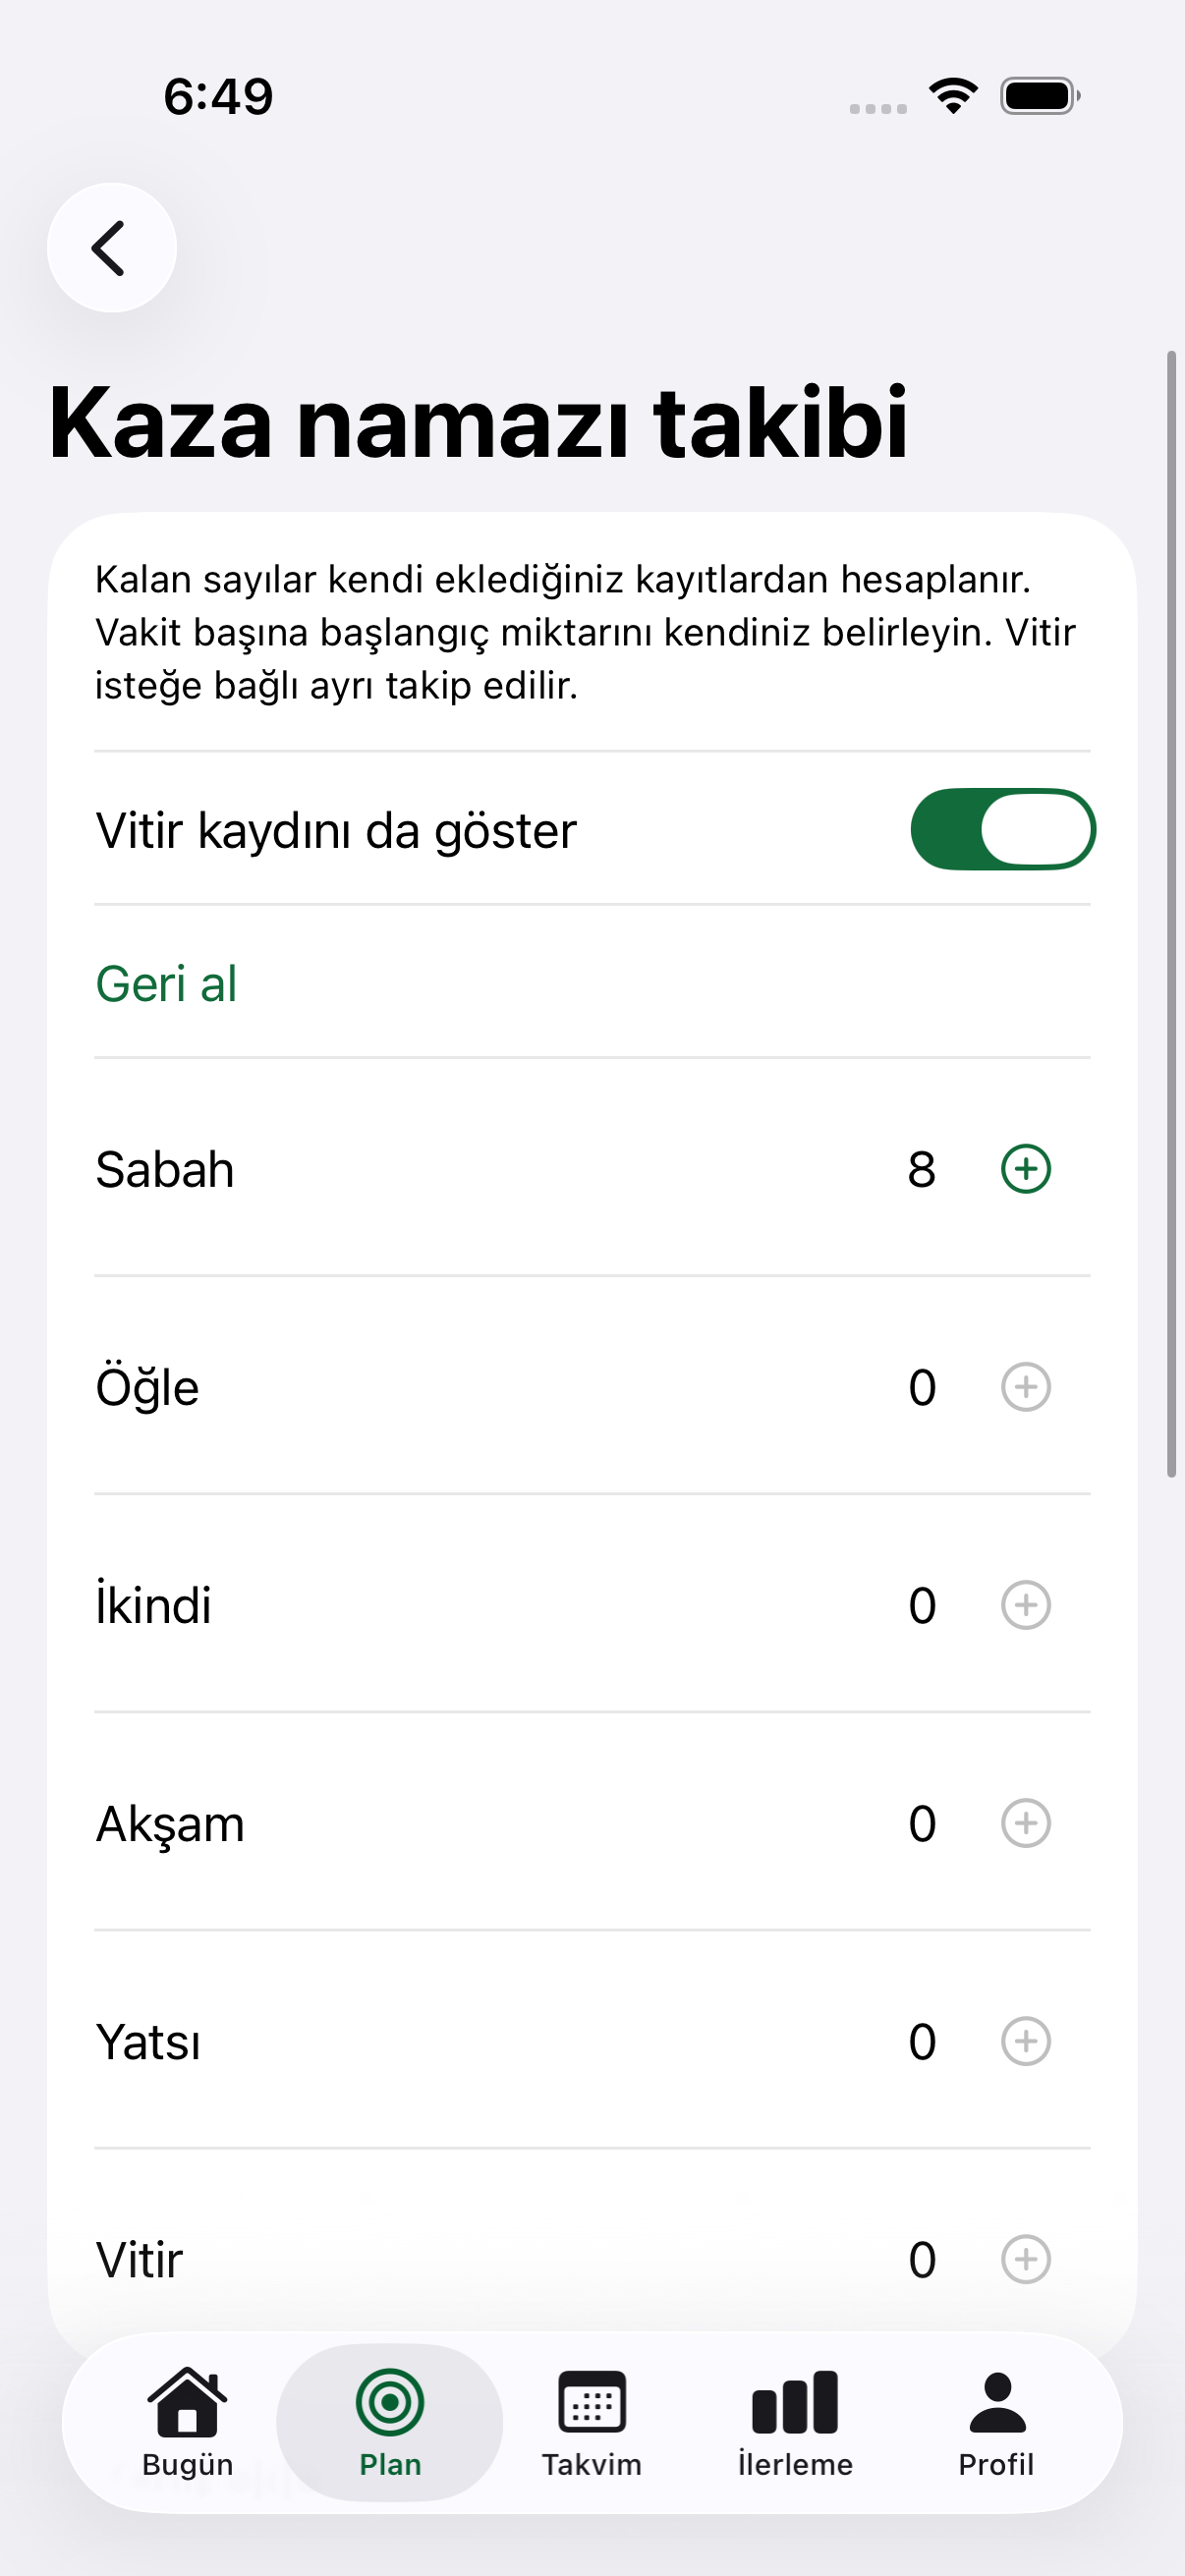 6:49
Kaza namazı takibi
Kalan sayılar kendi eklediğiniz kayıtlardan hesaplanır.
Vakit başına başlangıç miktarını kendiniz belirleyin. Vitir
isteğe bağlı ayrı takip edilir.
Vitir kaydını da göster
Geri al
Sabah 8
Öğle 0
İkindi 0
Akşam 0
Yatsı 0
Vitir 0
Bugün Plan Takvim İlerleme Profil